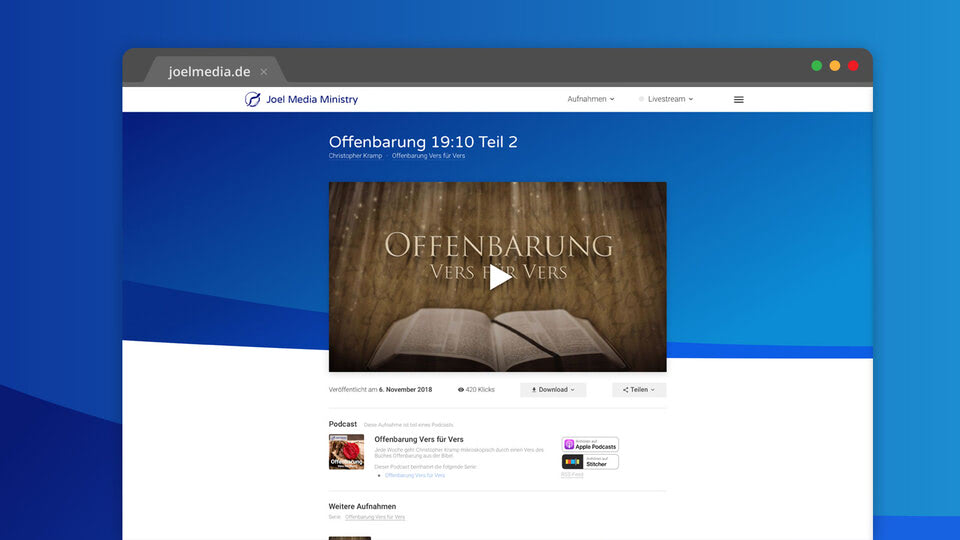 joelmedia.de ×
Joel Media Ministry
Aufnahmen
Livestream
Offenbarung 19:10 Teil 2
Christopher Kramp – Offenbarung Vers für Vers
OFFENBARUNG
VERS FÜR VERS
Veröffentlicht am 6. November 2018
420 Klicks
Download
Teilen
Podcast Diese Aufnahme ist teil eines Podcasts.
Offenbarung
Offenbarung Vers für Vers
Jede Woche geht Christopher Kramp mikroskopisch durch einen Vers des
Buches Offenbarung aus der Bibel.
Dieser Podcast beinhaltet die folgende Serie:
Offenbarung Vers für Vers
Apple Podcasts
Stitcher
RSS-Feed
Weitere Aufnahmen
Serie: Offenbarung Vers für Vers